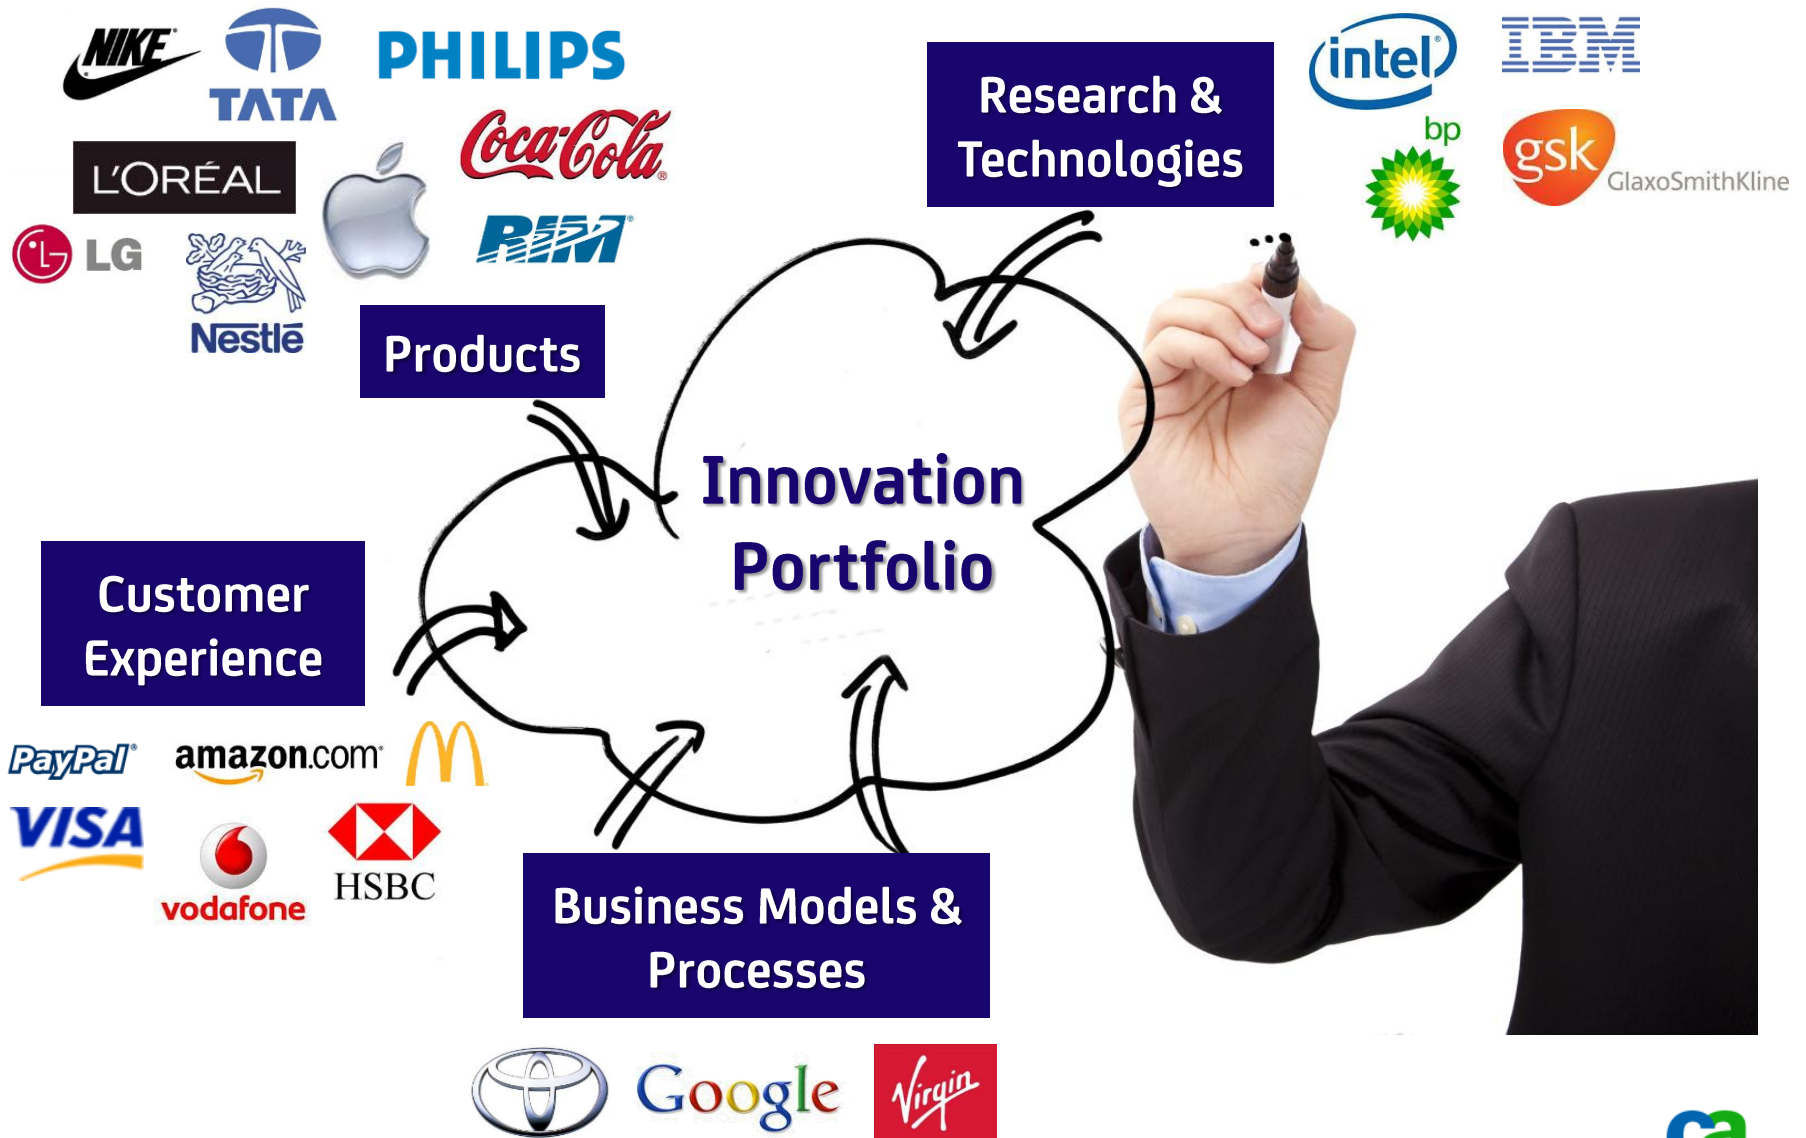 NIKE
TATA
PHILIPS
L'ORÉAL
Coca-Cola
RIM
LG
Nestlé
Products
Research &
Technologies
intel
IBM
bp
gsk
GlaxoSmithKline
Innovation
Portfolio
Customer
Experience
PayPal
amazon.com
VISA
vodafone
HSBC
Business Models &
Processes
Google
Virgin
ca